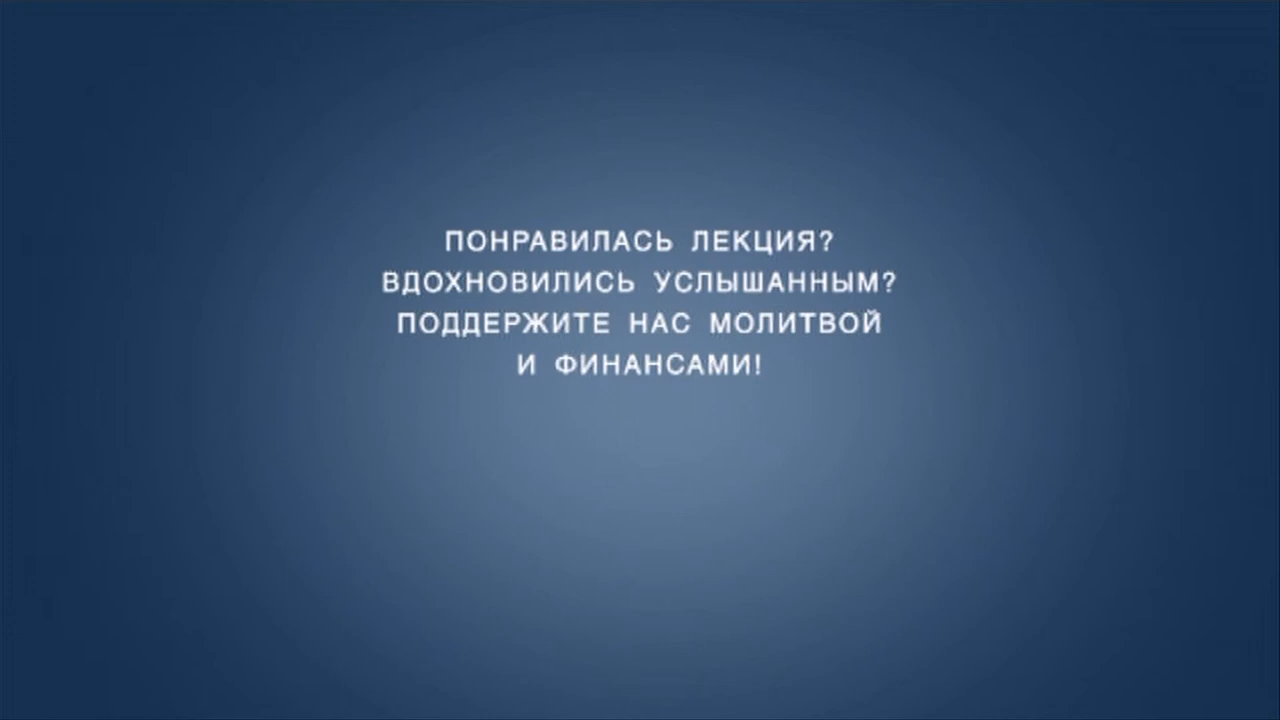 ПОНРАВИЛАСЬ ЛЕКЦИЯ?
ВДОХНОВИЛИСЬ УСЛЫШАННЫМ?
ПОДДЕРЖИТЕ НАС МОЛИТВОЙ
И ФИНАНСАМИ!